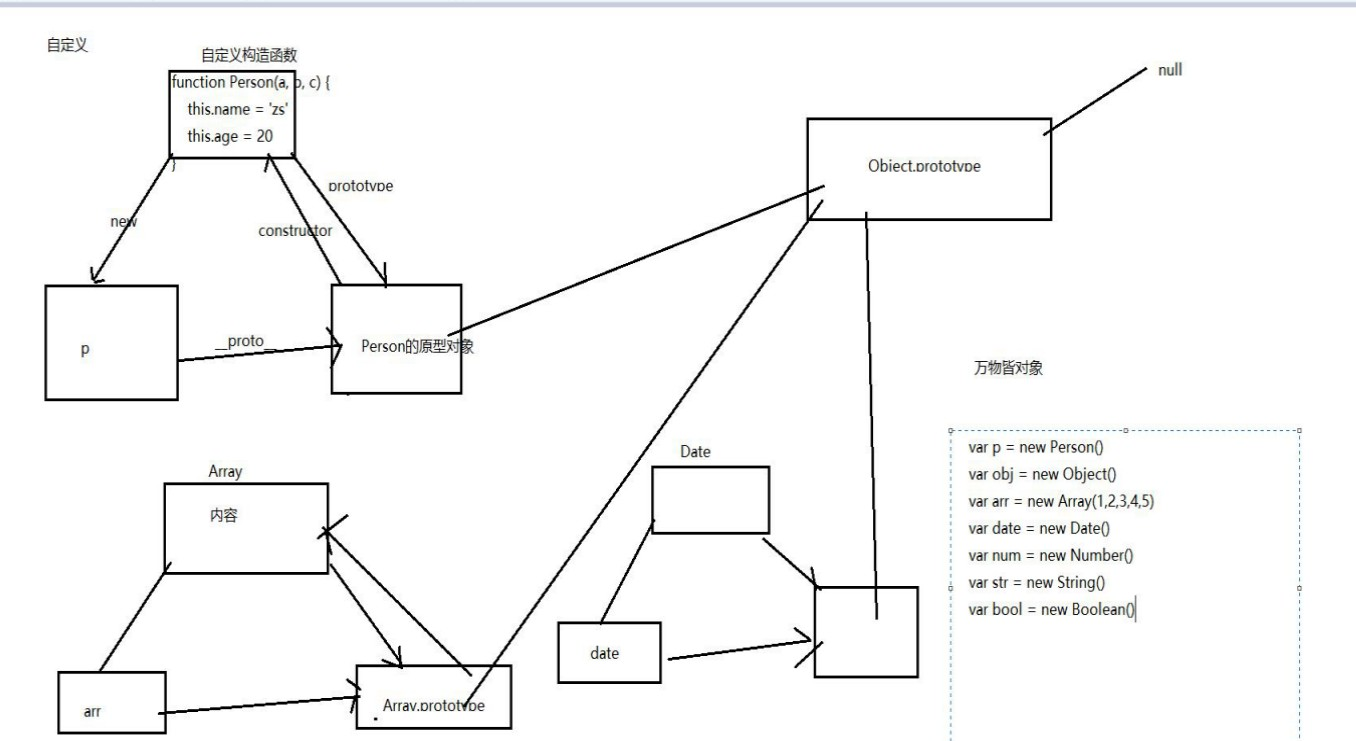 自定义
自定义构造函数
function Person(a, b, c) {
this.name = 'zs'
this.age = 20
}
null
Object.prototype
prototype
new
constructor
p
__proto__
Person的原型对象
万物皆对象
Array
内容
Date
var p = new Person()
var obj = new Object()
var arr = new Array(1,2,3,4,5)
var date = new Date()
var num = new Number()
var str = new String()
var bool = new Boolean()
date
arr
Array.prototype